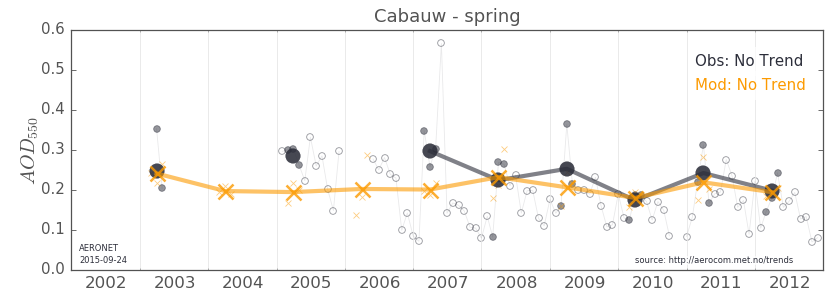 Cabauw - spring
0.6
0.5
0.4
0.3
0.2
0.1
0.0
AOD550
Obs: No Trend
Mod: No Trend
AERONET
2015-09-24
source: http://aerocom.met.no/trends
2002 2003 2004 2005 2006 2007 2008 2009 2010 2011 2012